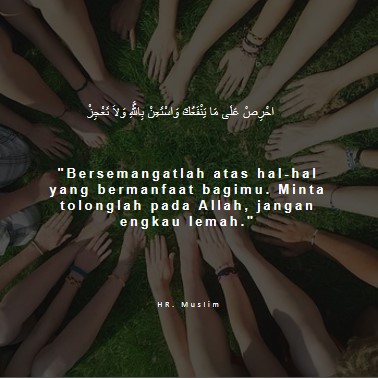 احْرِصْ عَلَى مَا يَنْفَعُكَ وَاسْتَعِنْ بِاللَّهِ وَلاَ تَعْجِزْ
"Bersemangatlah atas hal-hal
yang bermanfaat bagimu. Minta
tolonglah pada Allah, jangan
engkau lemah."
HR. Muslim